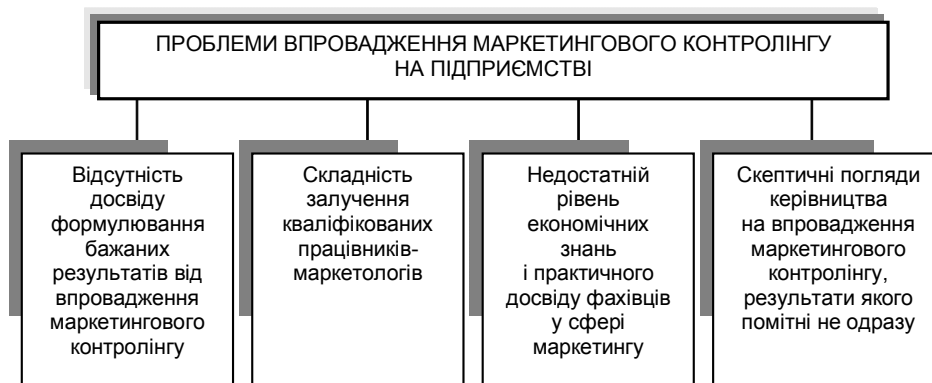 ПРОБЛЕМИ ВПРОВАДЖЕННЯ МАРКЕТИНГОВОГО КОНТРОЛІНГУ
НА ПІДПРИЄМСТВІ
Відсутність
досвіду
формулювання
бажаних
результатів від
впровадження
маркетингового
контролінгу
Складність
залучення
кваліфікованих
працівників-
маркетологів
Недостатній
рівень
економічних
знань
і практичного
досвіду фахівців
у сфері
маркетингу
Скептичні погляди
керівництва
на впровадження
маркетингового
контролінгу,
результати якого
помітні не одразу